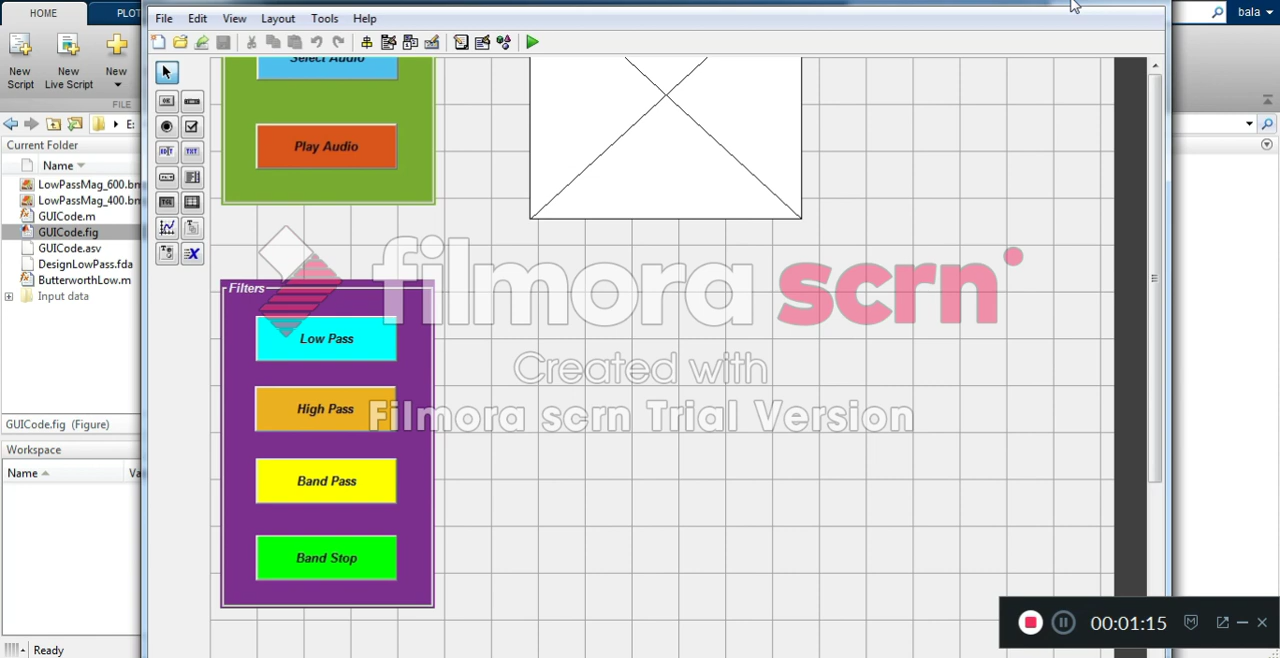 HOME PLOT
File Edit View Layout Tools Help
bala
New Script
New Live Script
New
FILE
E:
Current Folder
Name
LowPassMag_600.bm
LowPassMag_400.bm
GUICode.m
GUICode.fig
GUICode.asv
DesignLowPass.fda
ButterworthLow.m
Input data
GUICode.fig (Figure)
Workspace
Name Va
Ready
Select Audio
Play Audio
Filters
Low Pass
High Pass
Band Pass
Band Stop
filmora scrn
Created with
Filmora scrn Trial Version
00:01:15